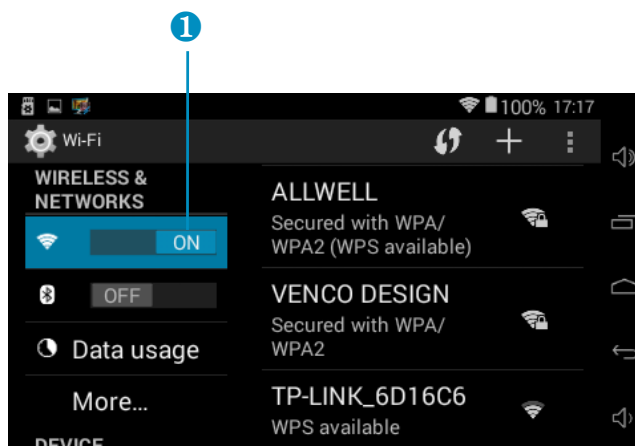 1
100% 17:17
Wi-Fi
WIRELESS &
NETWORKS
ON
OFF
Data usage
More...
DEVICE
ALLWELL
Secured with WPA/
WPA2 (WPS available)
VENCO DESIGN
Secured with WPA/
WPA2
TP-LINK_6D16C6
WPS available